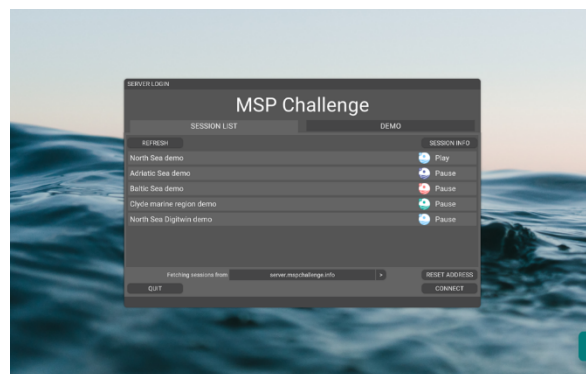 SERVER LOGIN
MSP Challenge
SESSION LIST DEMO
REFRESH SESSION INFO
North Sea demo Play
Adriatic Sea demo Pause
Baltic Sea demo Pause
Clyde marine region demo Pause
North Sea Digitwin demo Pause
Fetching sessions from server.mspchallenge.info > RESET ADDRESS
QUIT CONNECT